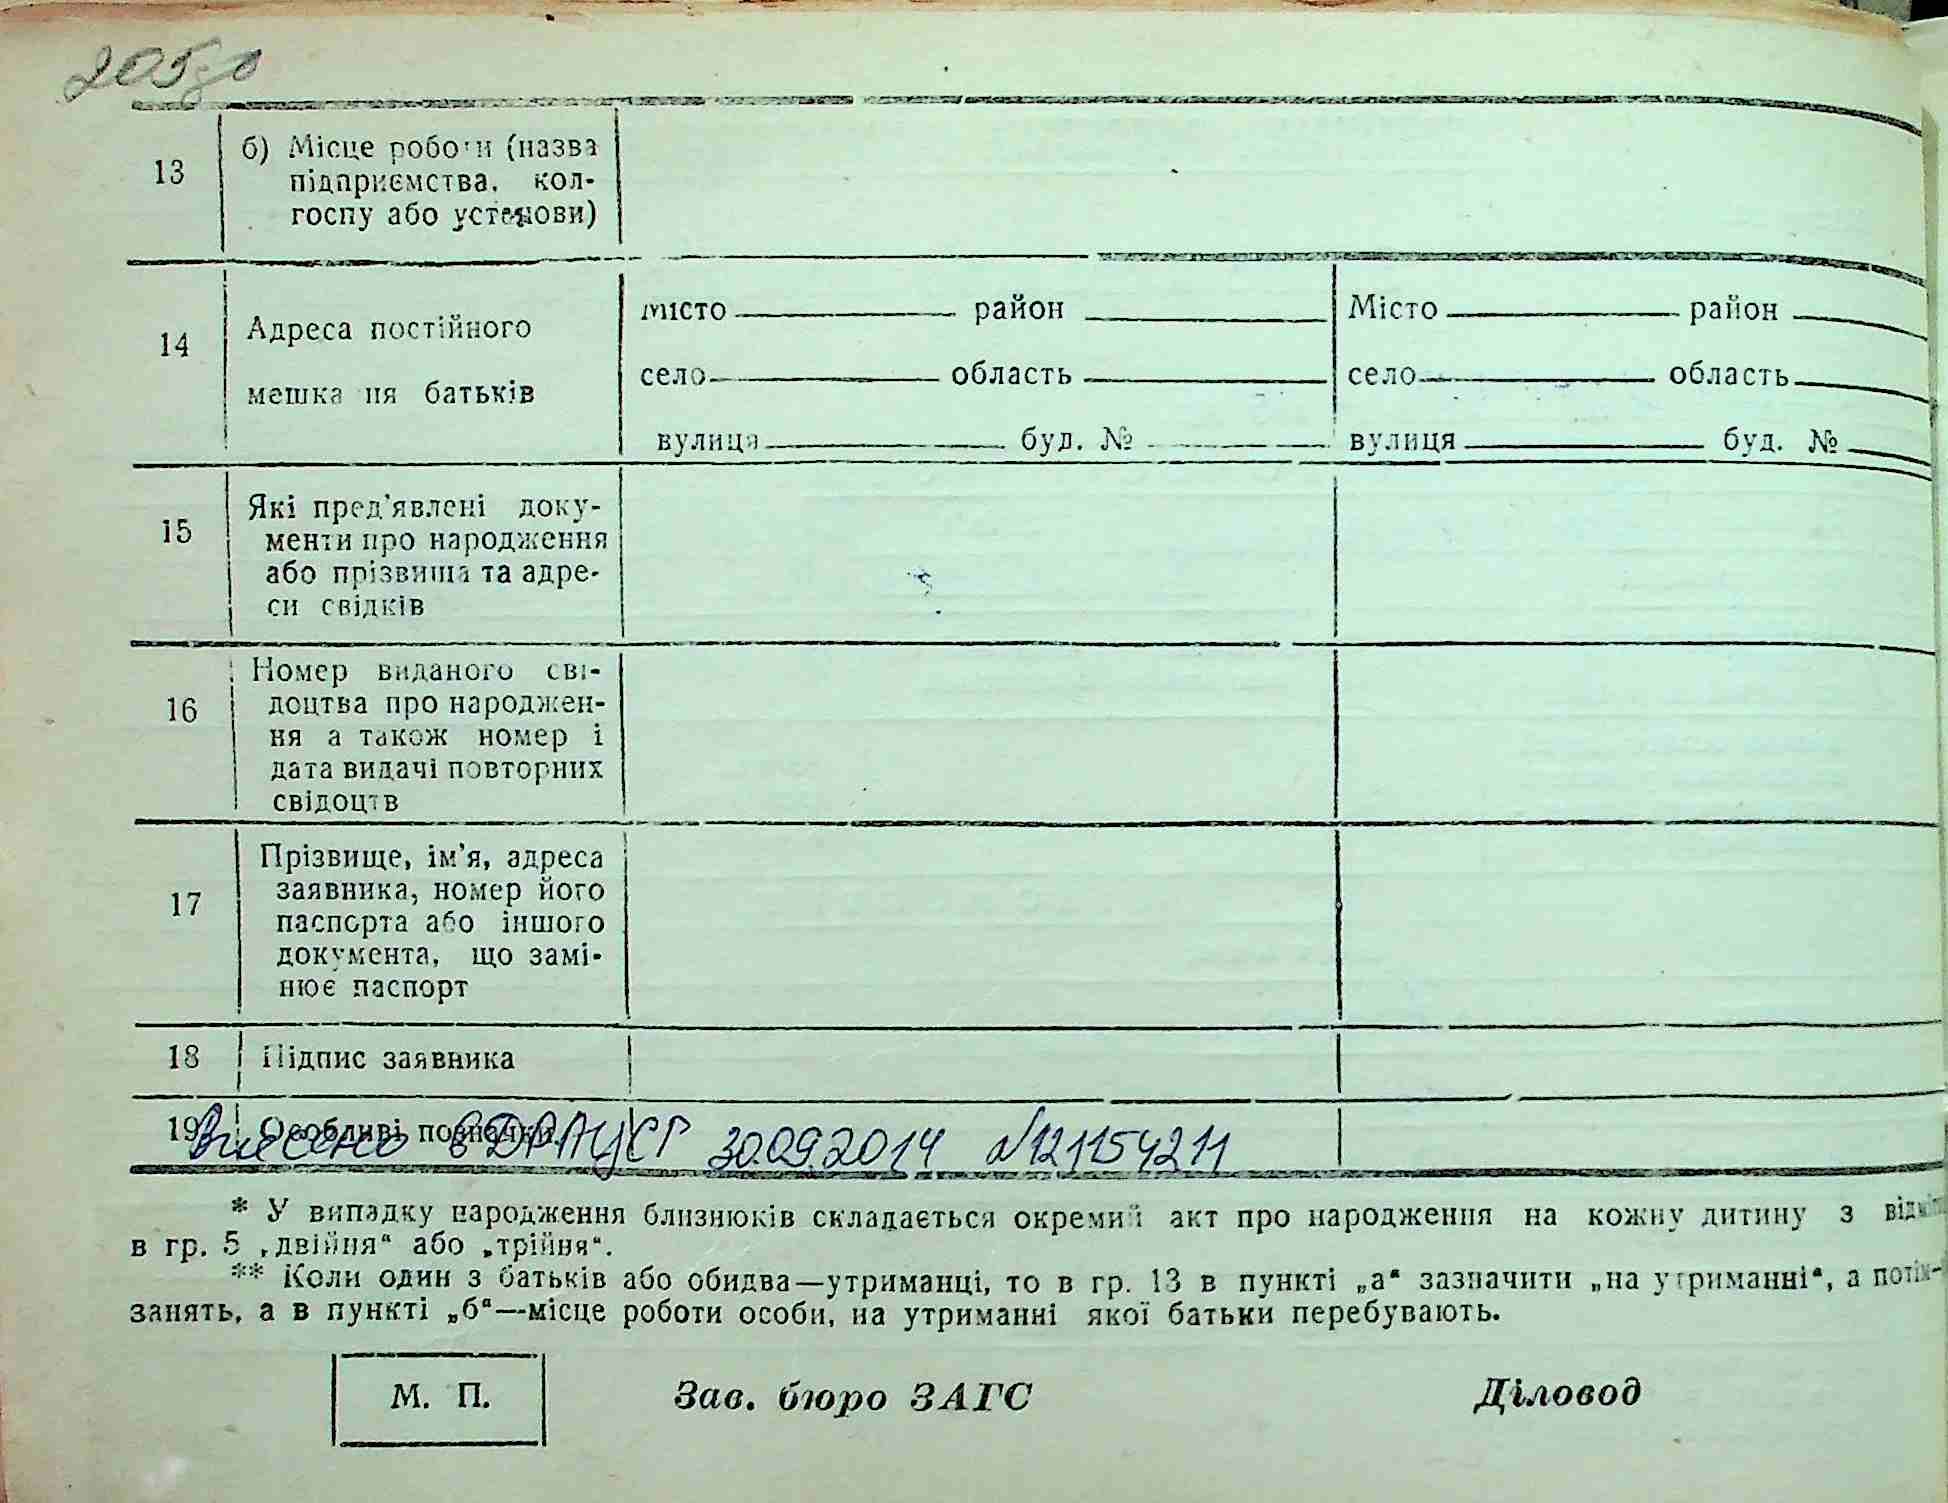 205
13 б) Місце роботи (назва
підприємства, кол-
госпу або установи)
14 Адреса постійного
мешкання батьків
місто район Місто район
село область село область
вулиця буд. № вулиця буд. №
15 Які пред'явлені доку-
менти про народження
або прізвища та адре-
си свідків
16 Номер виданого сві-
доцтва про народжен-
ня а також номер і
дата видачі повторних
свідоцтв
17 Прізвище, ім'я, адреса
заявника, номер його
паспорта або іншого
документа, що замі-
нює паспорт
18 Підпис заявника
19 Особливі позначки
Внесено в ДРАЦСГ 30.09.2014 №121154211
* У випадку народження близнюків складається окремий акт про народження на кожну дитину з
в гр. 5 „двійня“ або „трійня“.
** Коли один з батьків або обидва—утриманці, то в гр. 13 в пункті „а“ зазначити „на утриманні“, а
занять, а в пункті „б“—місце роботи особи, на утриманні якої батьки перебувають.
М. П. Зав. бюро ЗАГС Діловод